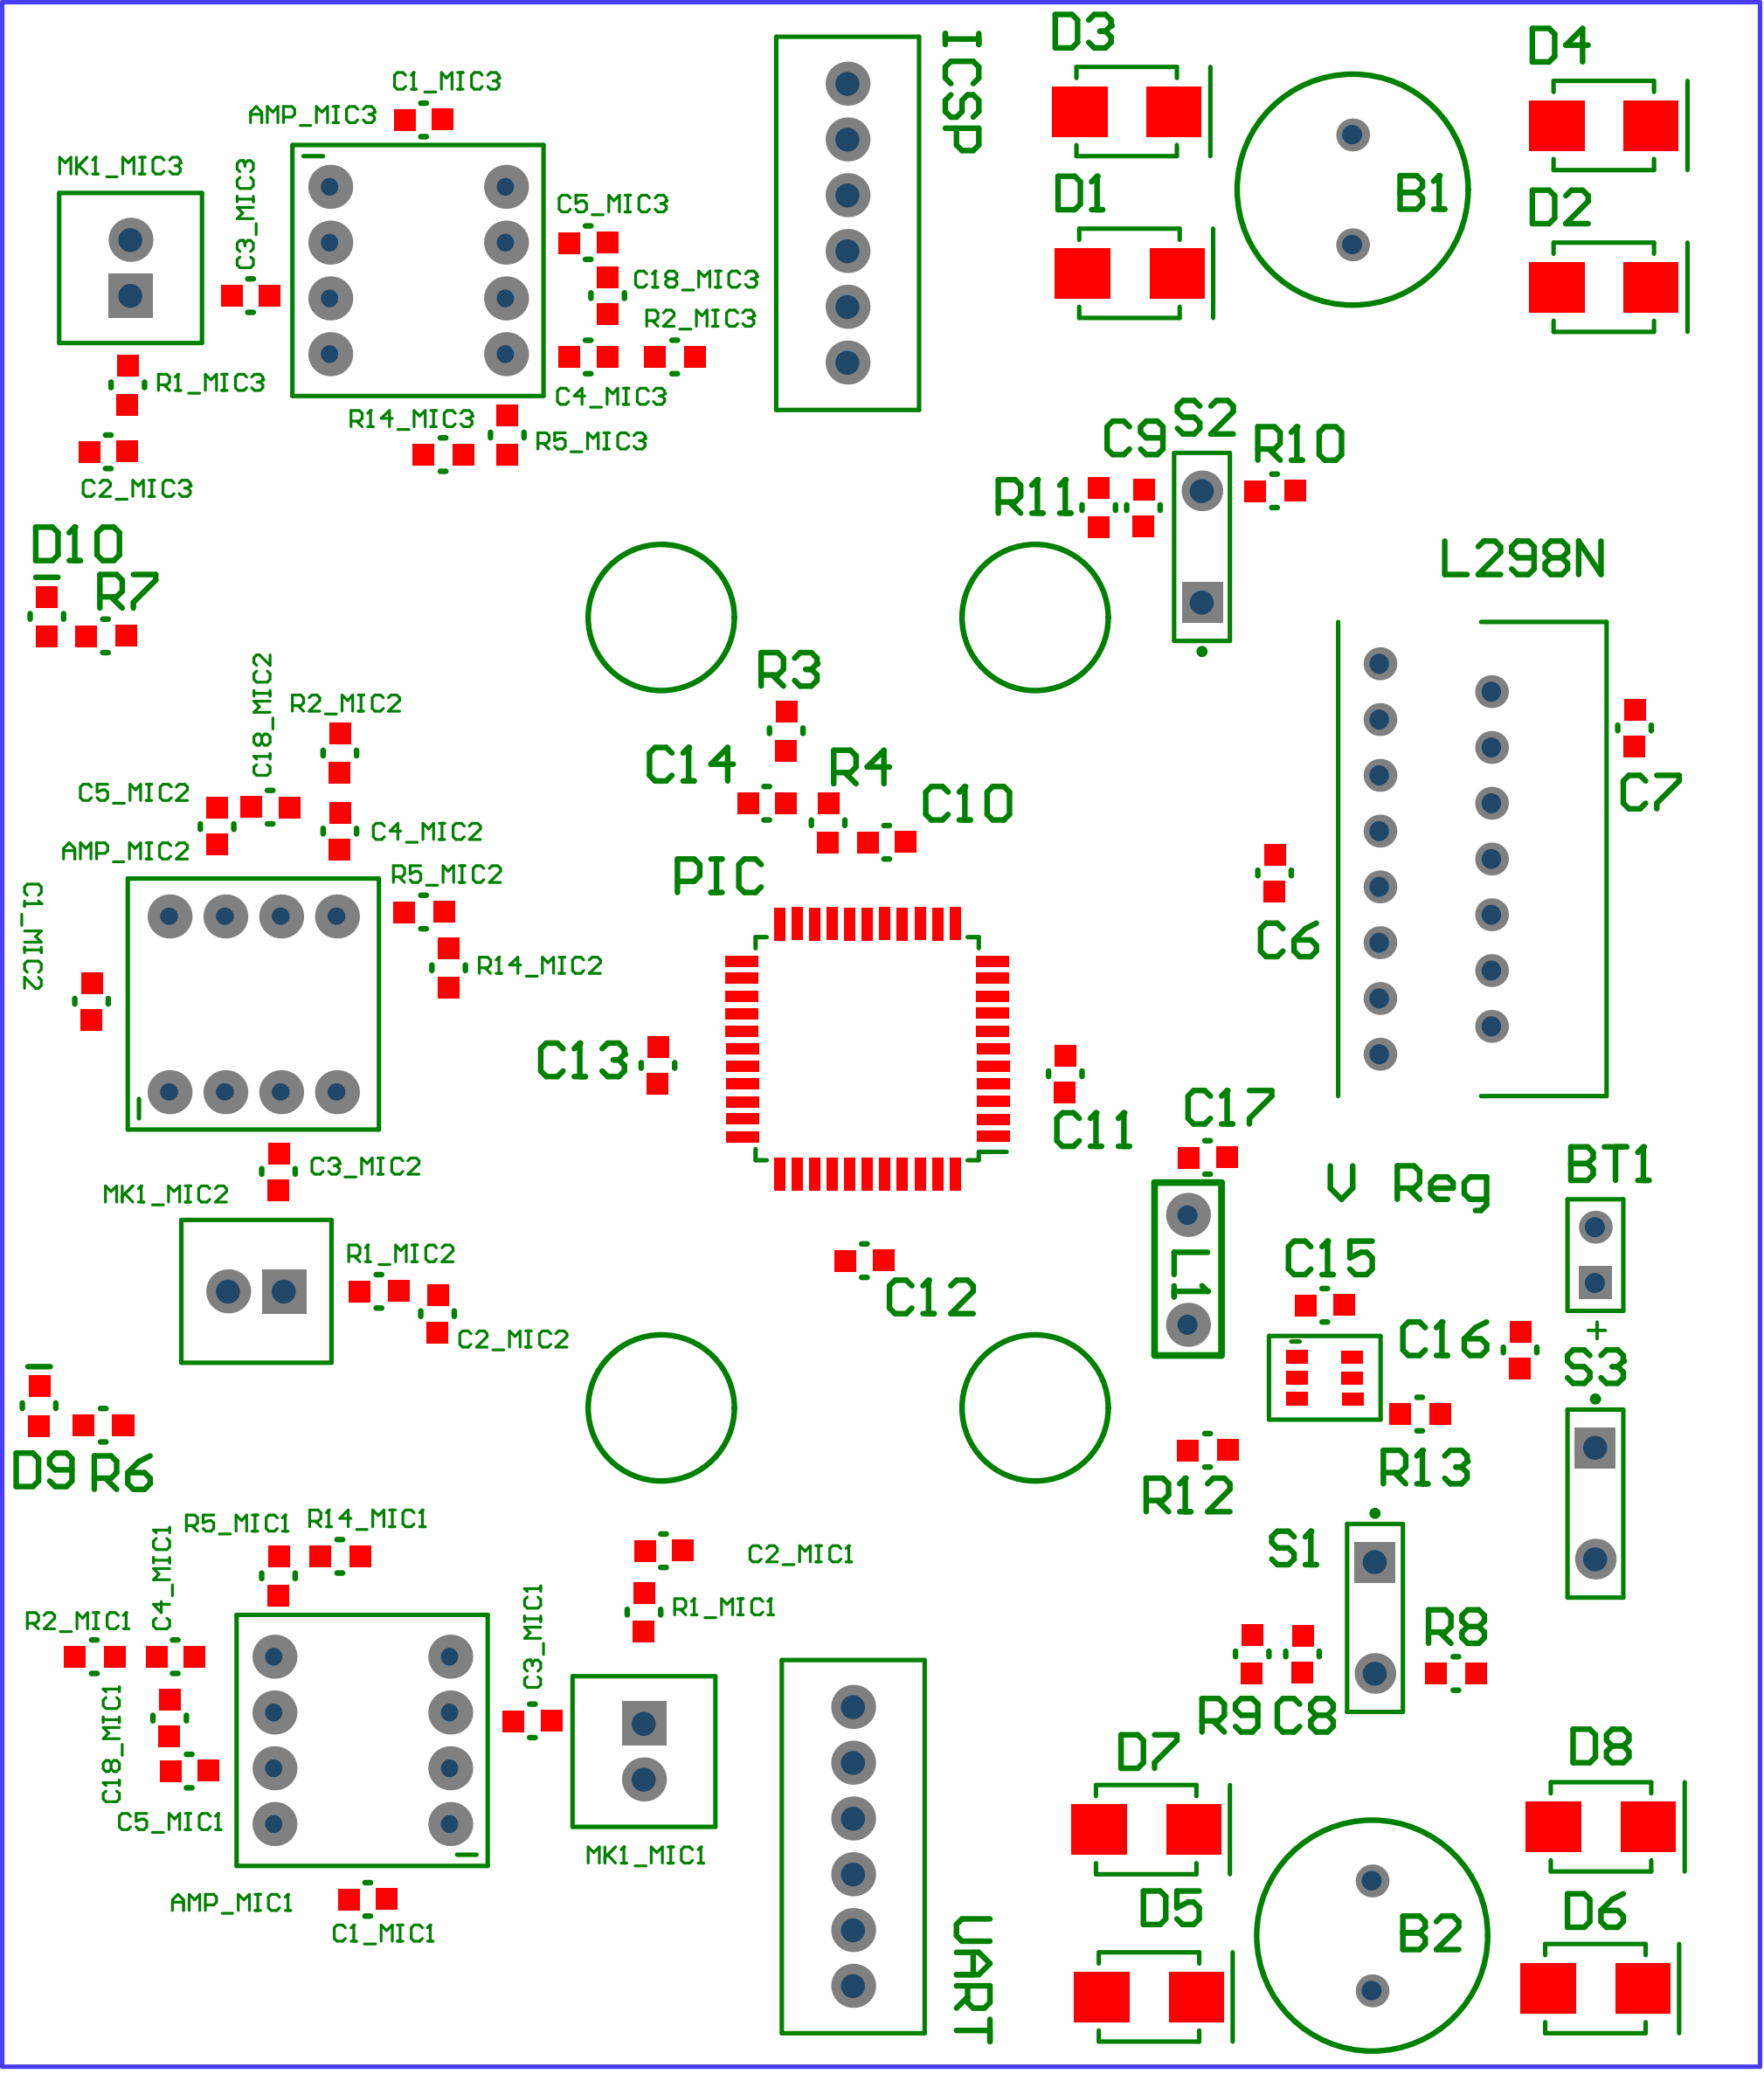 D3
D4
ICSP
C1_MIC3
AMP_MIC3
MK1_MIC3
C3_MIC3
C5_MIC3
D1
B1
D2
C18_MIC3
R2_MIC3
R1_MIC3
C4_MIC3
R14_MIC3
R5_MIC3
C2_MIC3
S2
C9
R10
R11
D10
R7
L298N
R3
C18_MIC2
R2_MIC2
C14
R4
C10
C7
C5_MIC2
C4_MIC2
AMP_MIC2
R5_MIC2
PIC
C1_MIC2
C6
R14_MIC2
C13
C11
C17
C3_MIC2
MK1_MIC2
V Reg
BT1
R1_MIC2
C12
L1
C15
C16
+
C2_MIC2
S3
D9
R6
R13
R12
R5_MIC1
R14_MIC1
C4_MIC1
C2_MIC1
S1
R2_MIC1
C3_MIC1
R1_MIC1
R8
R9
C8
C18_MIC1
D7
D8
C5_MIC1
MK1_MIC1
AMP_MIC1
C1_MIC1
UART
D5
B2
D6